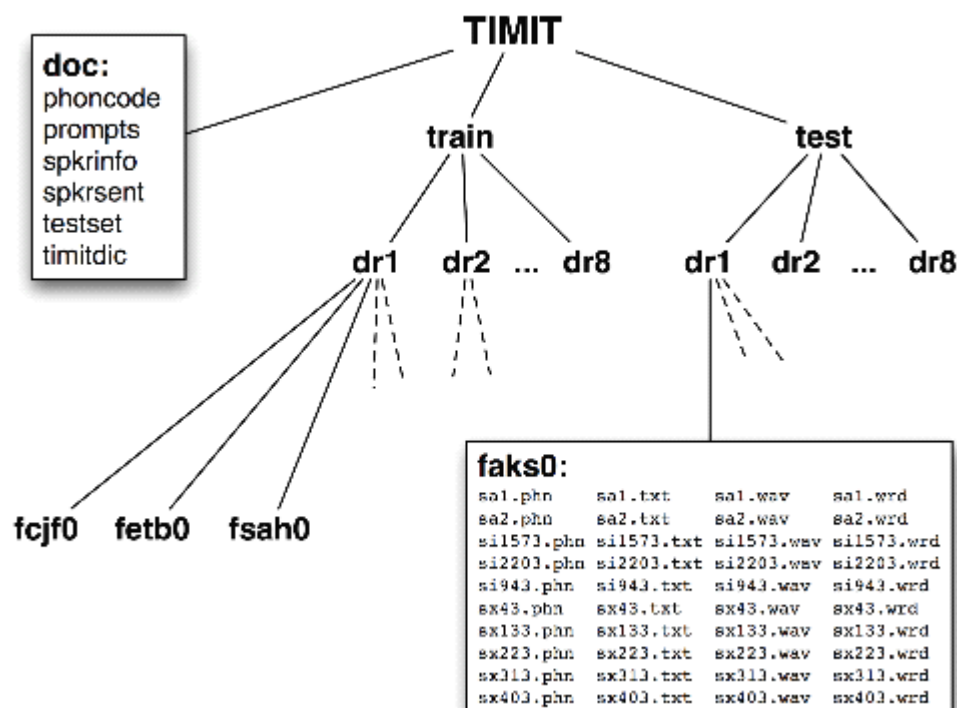 TIMIT
doc:
phoncode
prompts
spkrinfo
spkrsent
testset
timitdic
train test
dr1 dr2 ... dr8 dr1 dr2 ... dr8
fcjf0 fetb0 fsah0
faks0:
sa1.phn sa1.txt sa1.wav sa1.wrd
sa2.phn sa2.txt sa2.wav sa2.wrd
si1573.phn si1573.txt si1573.wav si1573.wrd
si2203.phn si2203.txt si2203.wav si2203.wrd
si943.phn si943.txt si943.wav si943.wrd
sx43.phn sx43.txt sx43.wav sx43.wrd
sx133.phn sx133.txt sx133.wav sx133.wrd
sx223.phn sx223.txt sx223.wav sx223.wrd
sx313.phn sx313.txt sx313.wav sx313.wrd
sx403.phn sx403.txt sx403.wav sx403.wrd